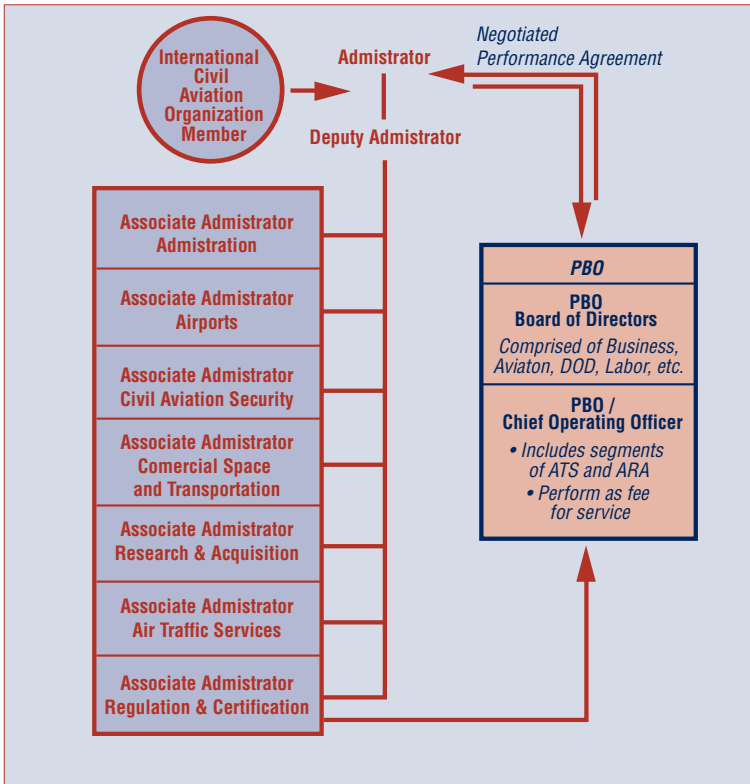 International
Civil
Aviation
Organization
Member
Admistrator
Negotiated
Performance Agreement
Deputy Admistrator
Associate Admistrator
Admistration
Associate Admistrator
Airports
Associate Admistrator
Civil Aviation Security
Associate Admistrator
Comercial Space
and Transportation
Associate Admistrator
Research & Acquisition
Associate Admistrator
Air Traffic Services
Associate Admistrator
Regulation & Certification
PBO
PBO
Board of Directors
Comprised of Business,
Aviaton, DOD, Labor, etc.
PBO /
Chief Operating Officer
• Includes segments
of ATS and ARA
• Perform as fee
for service